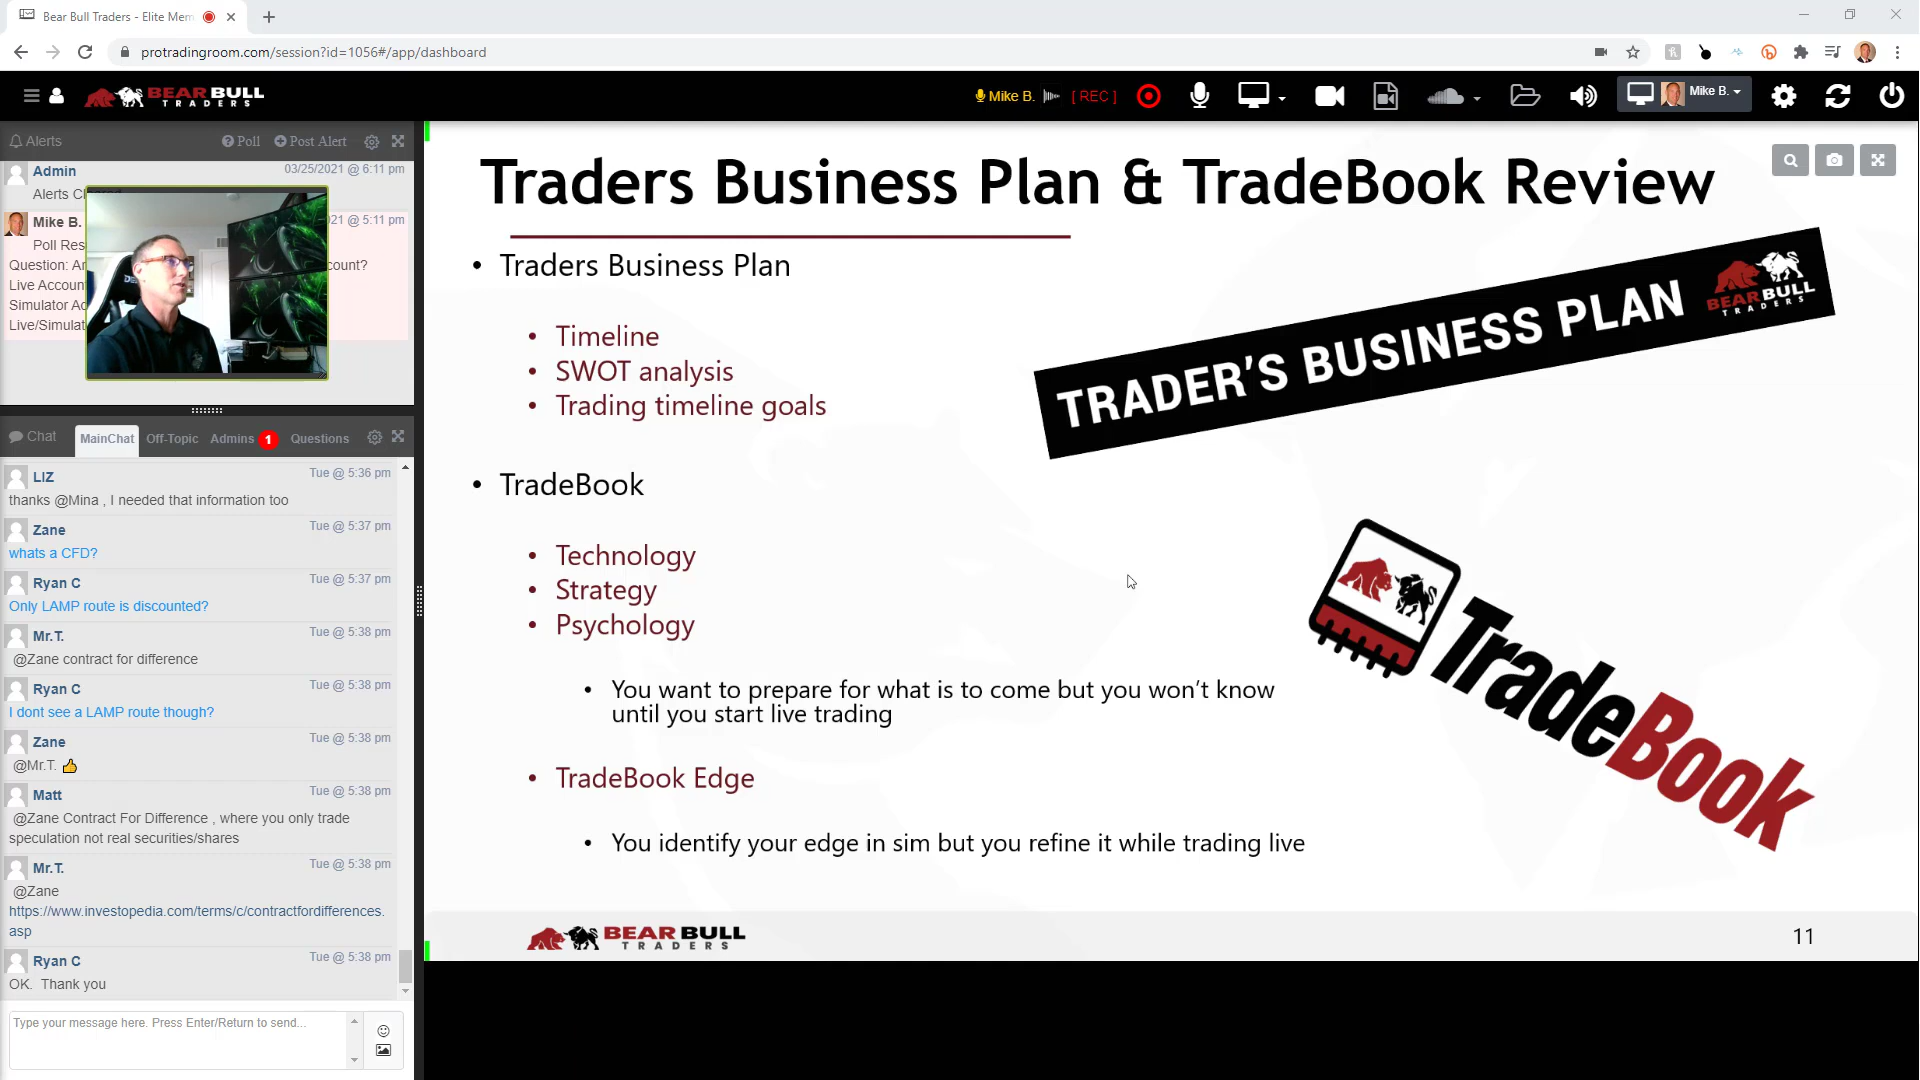 Bear Bull Traders - Elite Mem
protradingroom.com/session?id=1056#/app/dashboard
BEAR BULL
TRADERS
Mike B.
[ REC ]
Mike B.
Alerts
Poll
Post Alert
Admin
03/25/2021 @ 6:11 pm
Alerts Cleared
Mike B.
021 @ 5:11 pm
Poll Res
Question: Ar
count?
Live Accoun
Simulator Ac
Live/Simulat
Chat
MainChat
Off-Topic
Admins
1
Questions
LIZ
Tue @ 5:36 pm
thanks @Mina , I needed that information too
Zane
Tue @ 5:37 pm
whats a CFD?
Ryan C
Tue @ 5:37 pm
Only LAMP route is discounted?
Mr.T.
Tue @ 5:38 pm
@Zane contract for difference
Ryan C
Tue @ 5:38 pm
I dont see a LAMP route though?
Zane
Tue @ 5:38 pm
@Mr.T. 👍
Matt
Tue @ 5:38 pm
@Zane Contract For Difference , where you only trade
speculation not real securities/shares
Mr.T.
Tue @ 5:38 pm
@Zane
https://www.investopedia.com/terms/c/contractfordifferences.
asp
Ryan C
Tue @ 5:38 pm
OK.  Thank you
Type your message here. Press Enter/Return to send...
Traders Business Plan & TradeBook Review
• Traders Business Plan
• Timeline
• SWOT analysis
• Trading timeline goals
• TradeBook
• Technology
• Strategy
• Psychology
• You want to prepare for what is to come but you won't know
until you start live trading
• TradeBook Edge
• You identify your edge in sim but you refine it while trading live
TRADER'S BUSINESS PLAN
BEAR BULL
TRADERS
TradeBook
BEAR BULL
TRADERS
11